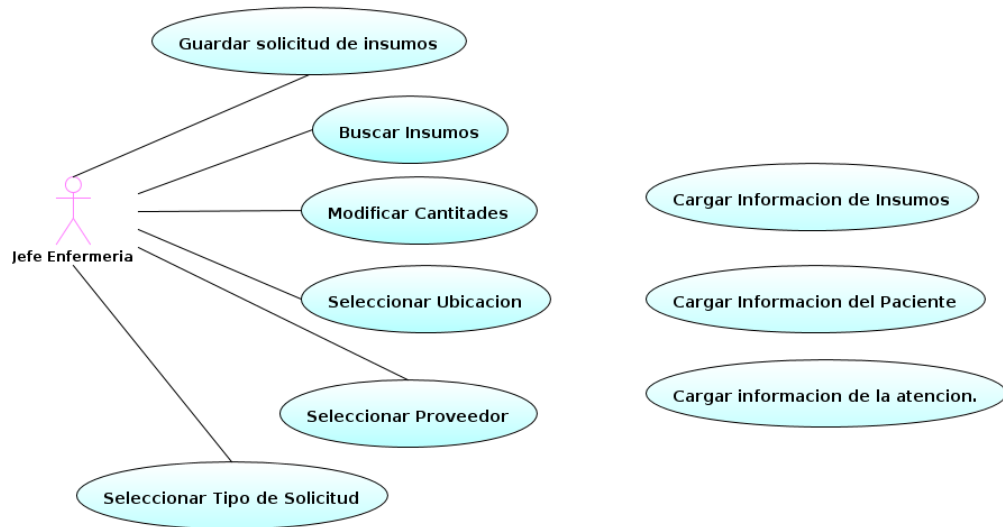 Guardar solicitud de insumos
Buscar Insumos
Modificar Cantitades
Cargar Informacion de Insumos
Jefe Enfermeria
Seleccionar Ubicacion
Cargar Informacion del Paciente
Cargar informacion de la atencion.
Seleccionar Proveedor
Seleccionar Tipo de Solicitud